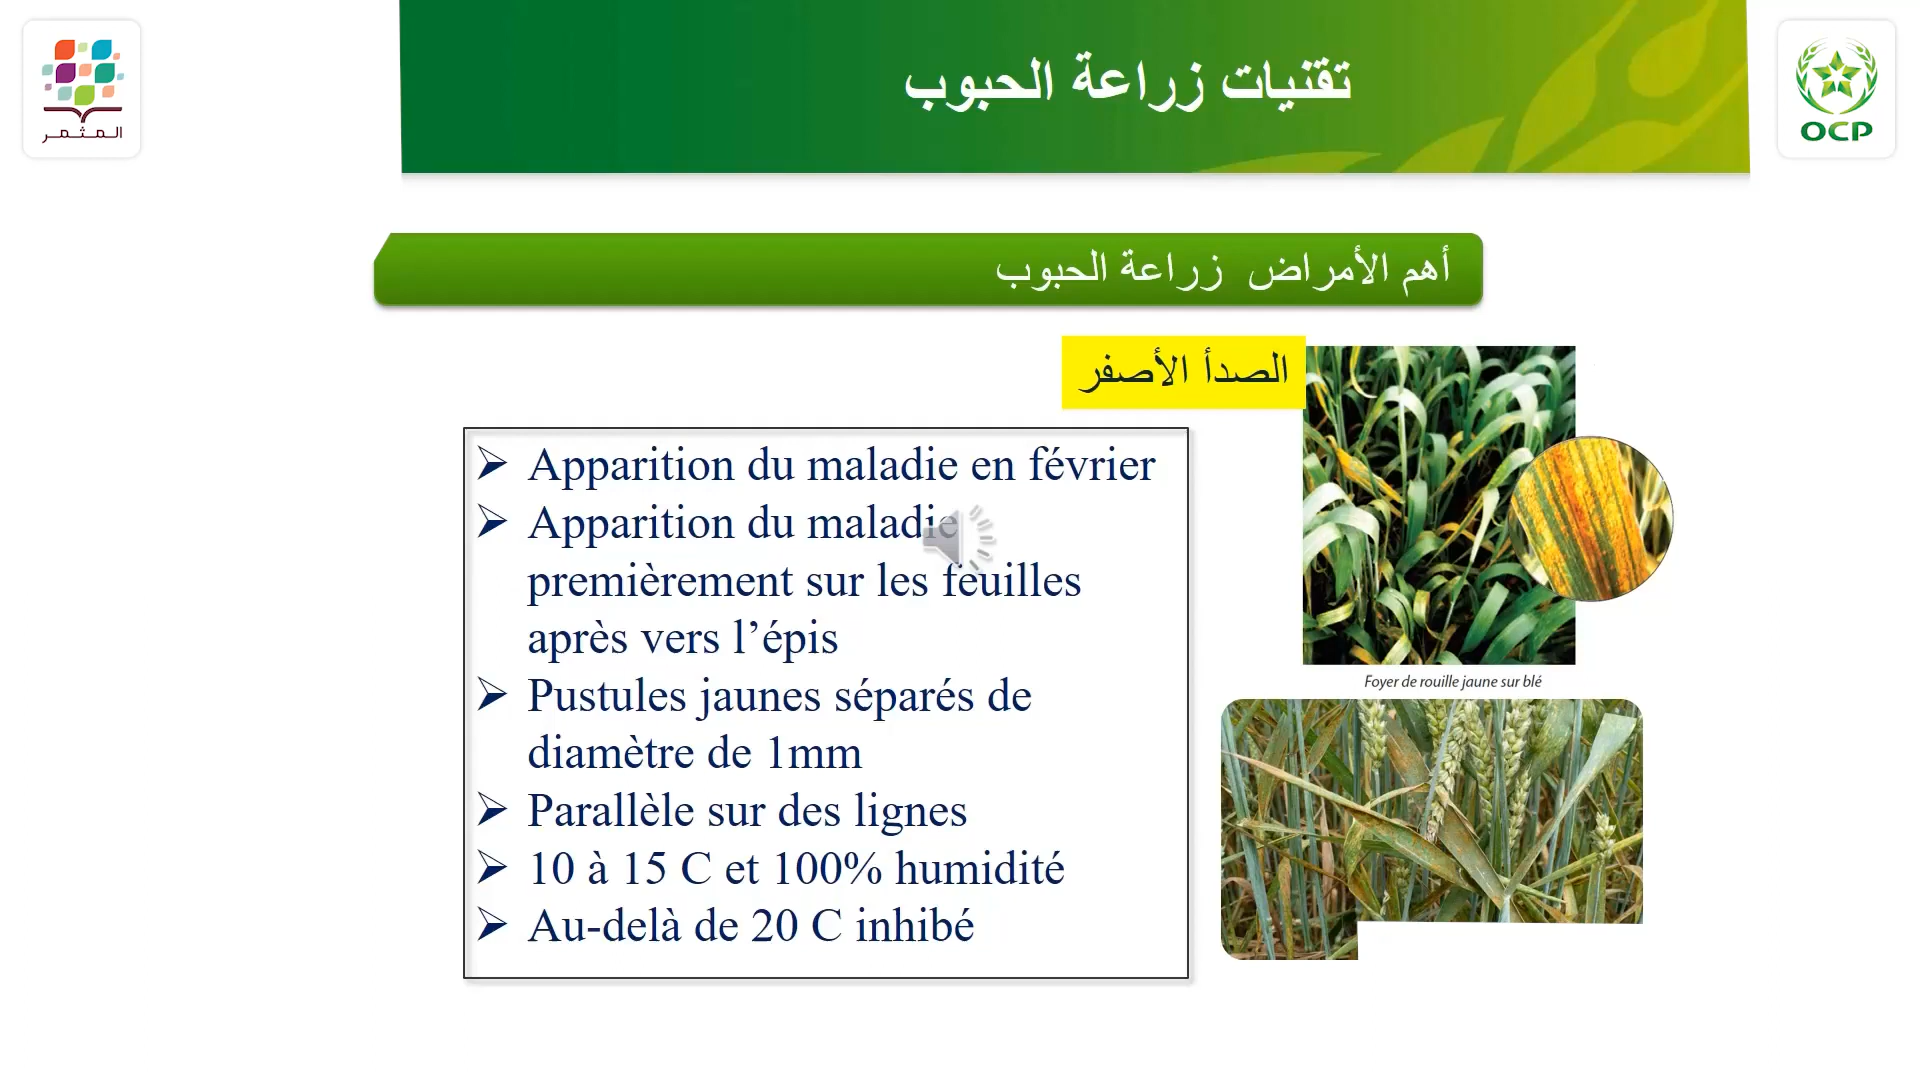 المثمر
تقنيات زراعة الحبوب
OCP
أهم الأمراض زراعة الحبوب
الصدأ الأصفر
➢ Apparition du maladie en février
➢ Apparition du maladie
premièrement sur les feuilles
après vers l’épis
➢ Pustules jaunes séparés de
diamètre de 1mm
➢ Parallèle sur des lignes
➢ 10 à 15 C et 100% humidité
➢ Au-delà de 20 C inhibé
Foyer de rouille jaune sur blé